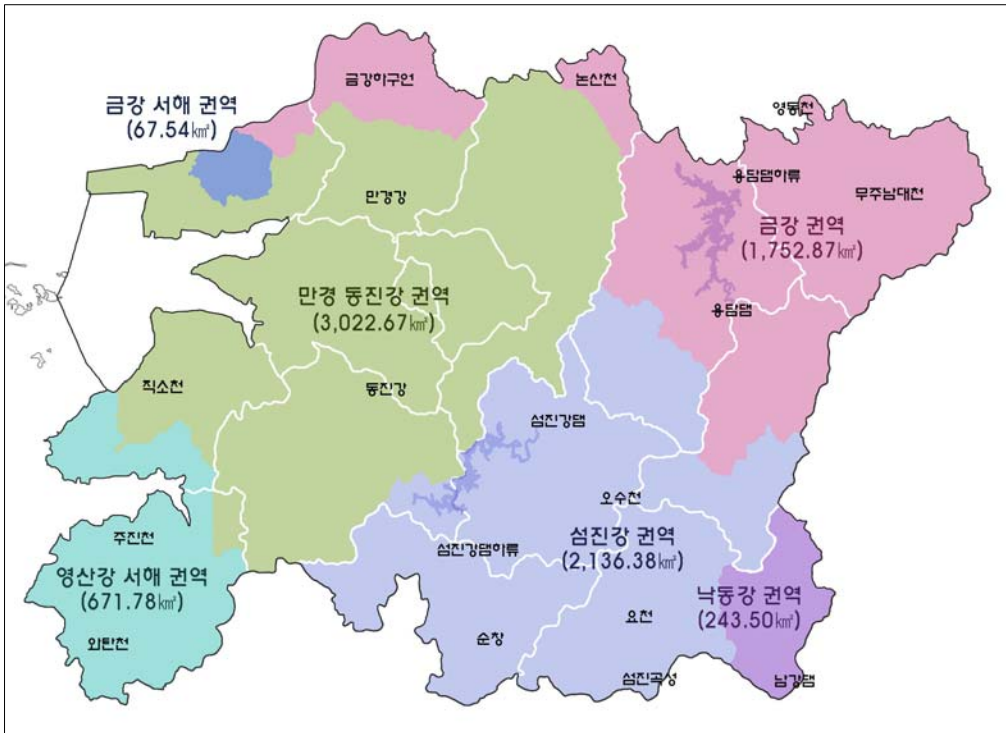 금강하구언
논산천
금강 서해 권역
(67.54㎢)
영동천
용담댐하류
무주남대천
만경강
금강 권역
(1,752.87㎢)
만경 동진강 권역
(3,022.67㎢)
용담댐
직소천
동진강
섬진강댐
오수천
주진천
섬진강댐하류
섬진강 권역
(2,136.38㎢)
영산강 서해 권역
(671.78㎢)
낙동강 권역
(243.50㎢)
와탄천
순창
요천
섬진곡성
남강댐